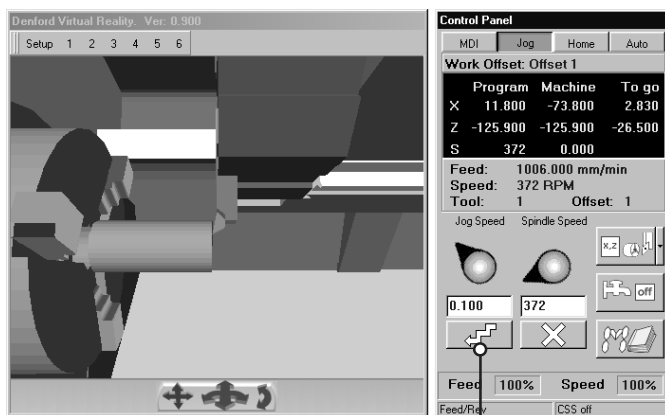 Denford Virtual Reality. Ver: 0.900
Setup 1 2 3 4 5 6
Control Panel
MDI Jog Home Auto
Work Offset: Offset 1
Program Machine To go
X 11.800 -73.800 2.830
Z -125.900 -125.900 -26.500
S 372 0.000
Feed: 1006.000 mm/min
Speed: 372 RPM
Tool: 1 Offset: 1
Jog Speed Spindle Speed
x,z
off
0.100 372
Feed 100% Speed 100%
Feed/Rev CSS off